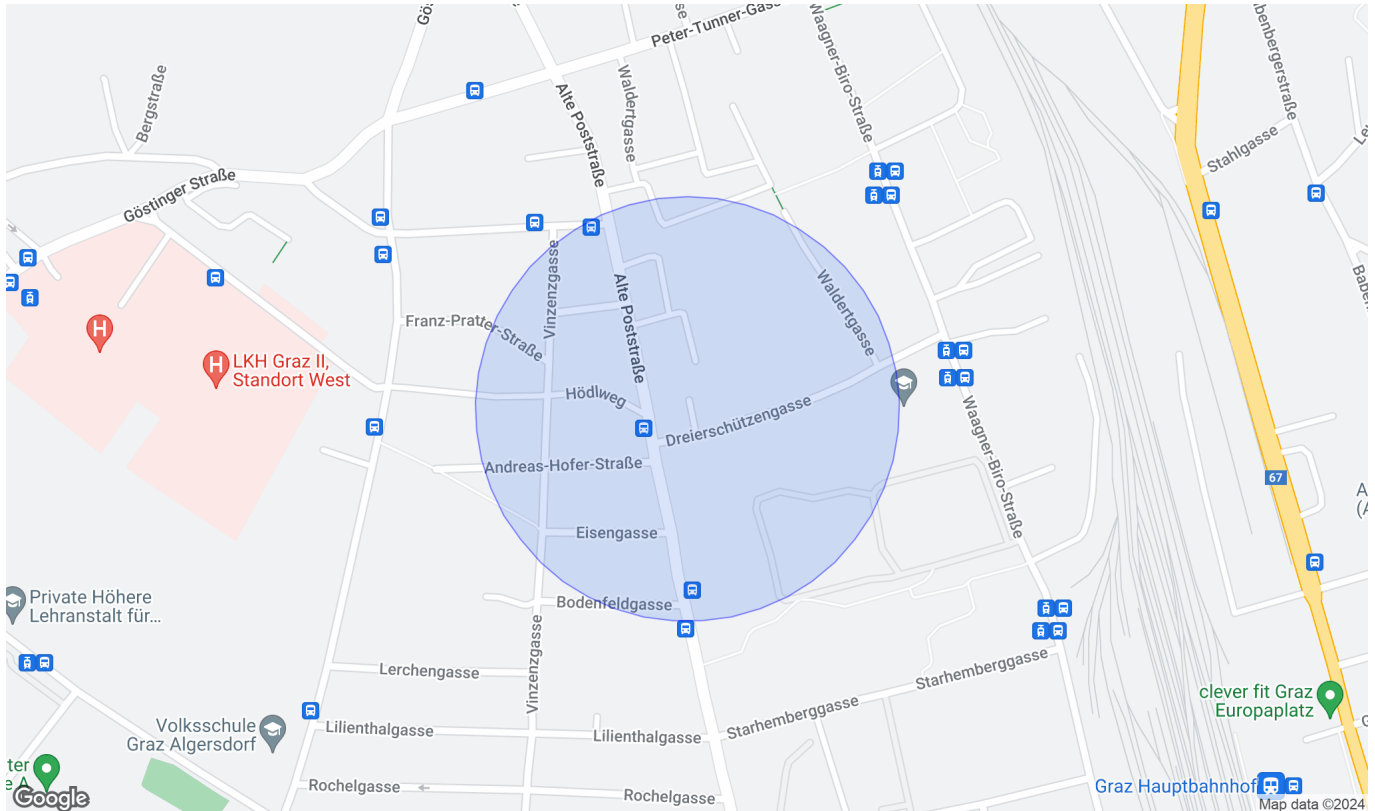 Peter-Tunner-Gass
Waagner-Biro-Straße
Bergstraße
Alte Poststraße
Waldertgasse
Stahlgasse
Göstinger Straße
Waldertgasse
Vinzenzgasse
Alte Poststraße
Franz-Pratter-Straße
LKH Graz II,
Standort West
Hödlweg
Dreierschützengasse
Waagner-Biro-Straße
Andreas-Hofer-Straße
67
Eisengasse
Private Höhere
Lehranstalt für...
Bodenfeldgasse
Vinzenzgasse
Lerchengasse
Starhemberggasse
clever fit Graz
Europaplatz
Volksschule
Graz Algersdorf
Lilienthalgasse
Lilienthalgasse
Starhemberggasse
Rochelgasse
Rochelgasse
Graz Hauptbahnhof
Google
Map data ©2024